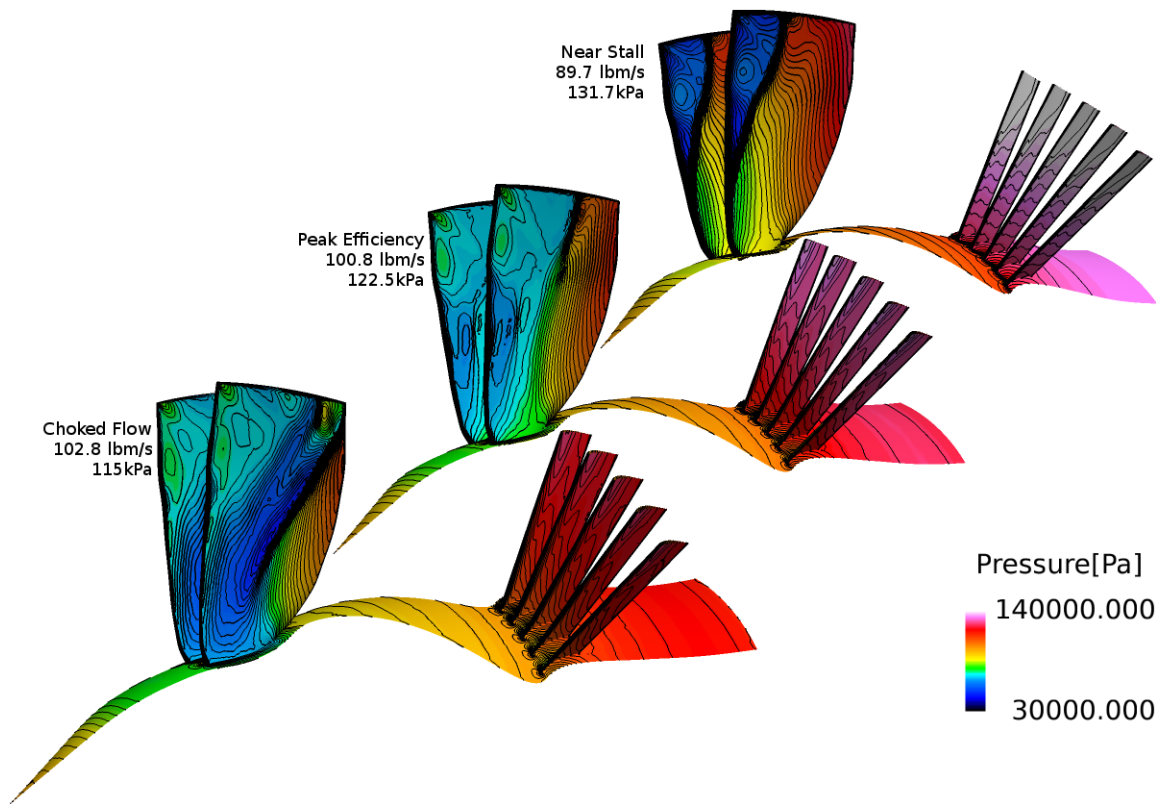 Near Stall
89.7 lbm/s
131.7kPa
Peak Efficiency
100.8 lbm/s
122.5kPa
Choked Flow
102.8 lbm/s
115kPa
Pressure[Pa]
140000.000
30000.000